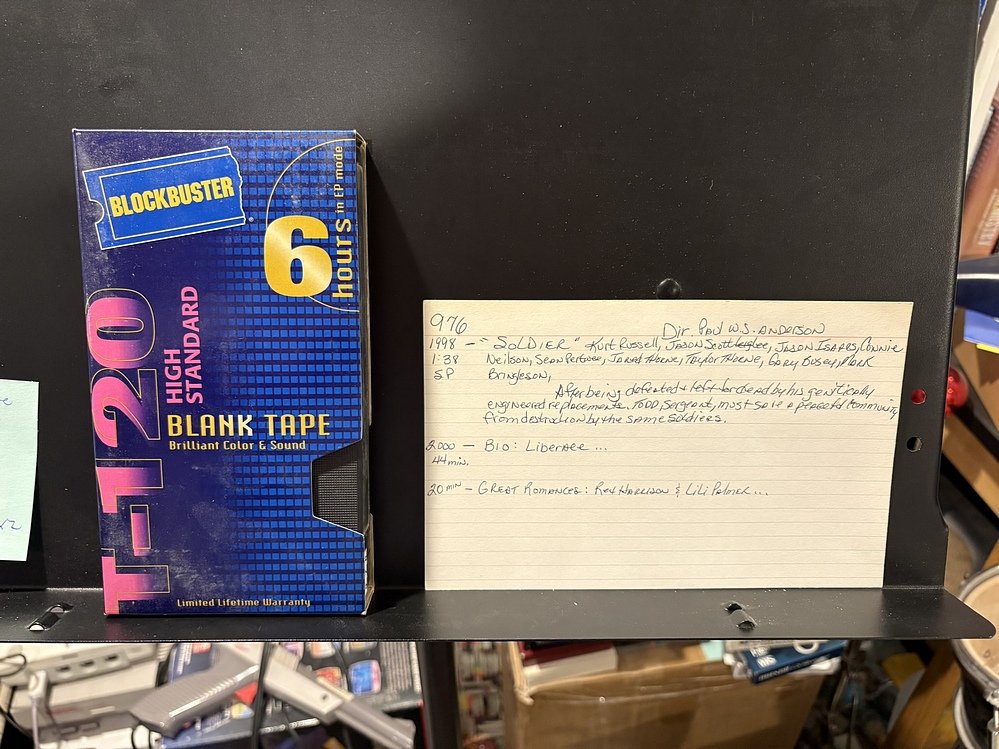 BLOCKBUSTER
6
hours in EP mode
T-120
HIGH
STANDARD
BLANK TAPE
Brilliant Color & Sound
Limited Lifetime Warranty
976
Dir. Paul W.S. ANDERSON
1998 - "SOLDIER" Kurt Russell, JASON Scott Lee, JASON ISAACS, Connie
1:38 Neilson, Sean Pertwee, Jared Thorne, Taylor Thorne, Gary Busey, Mark
SP Bringleson,
After being defeated & left for dead by his genitically
engineered replacements, TODD, Sergeant, must save a peaceful Kommunity
from destruction by the same soldiers.
2000 - BIO: Liberace ...
44 min.
20 min - GREAT ROMANCES: Rex HARRISON & LiLi Palmer...